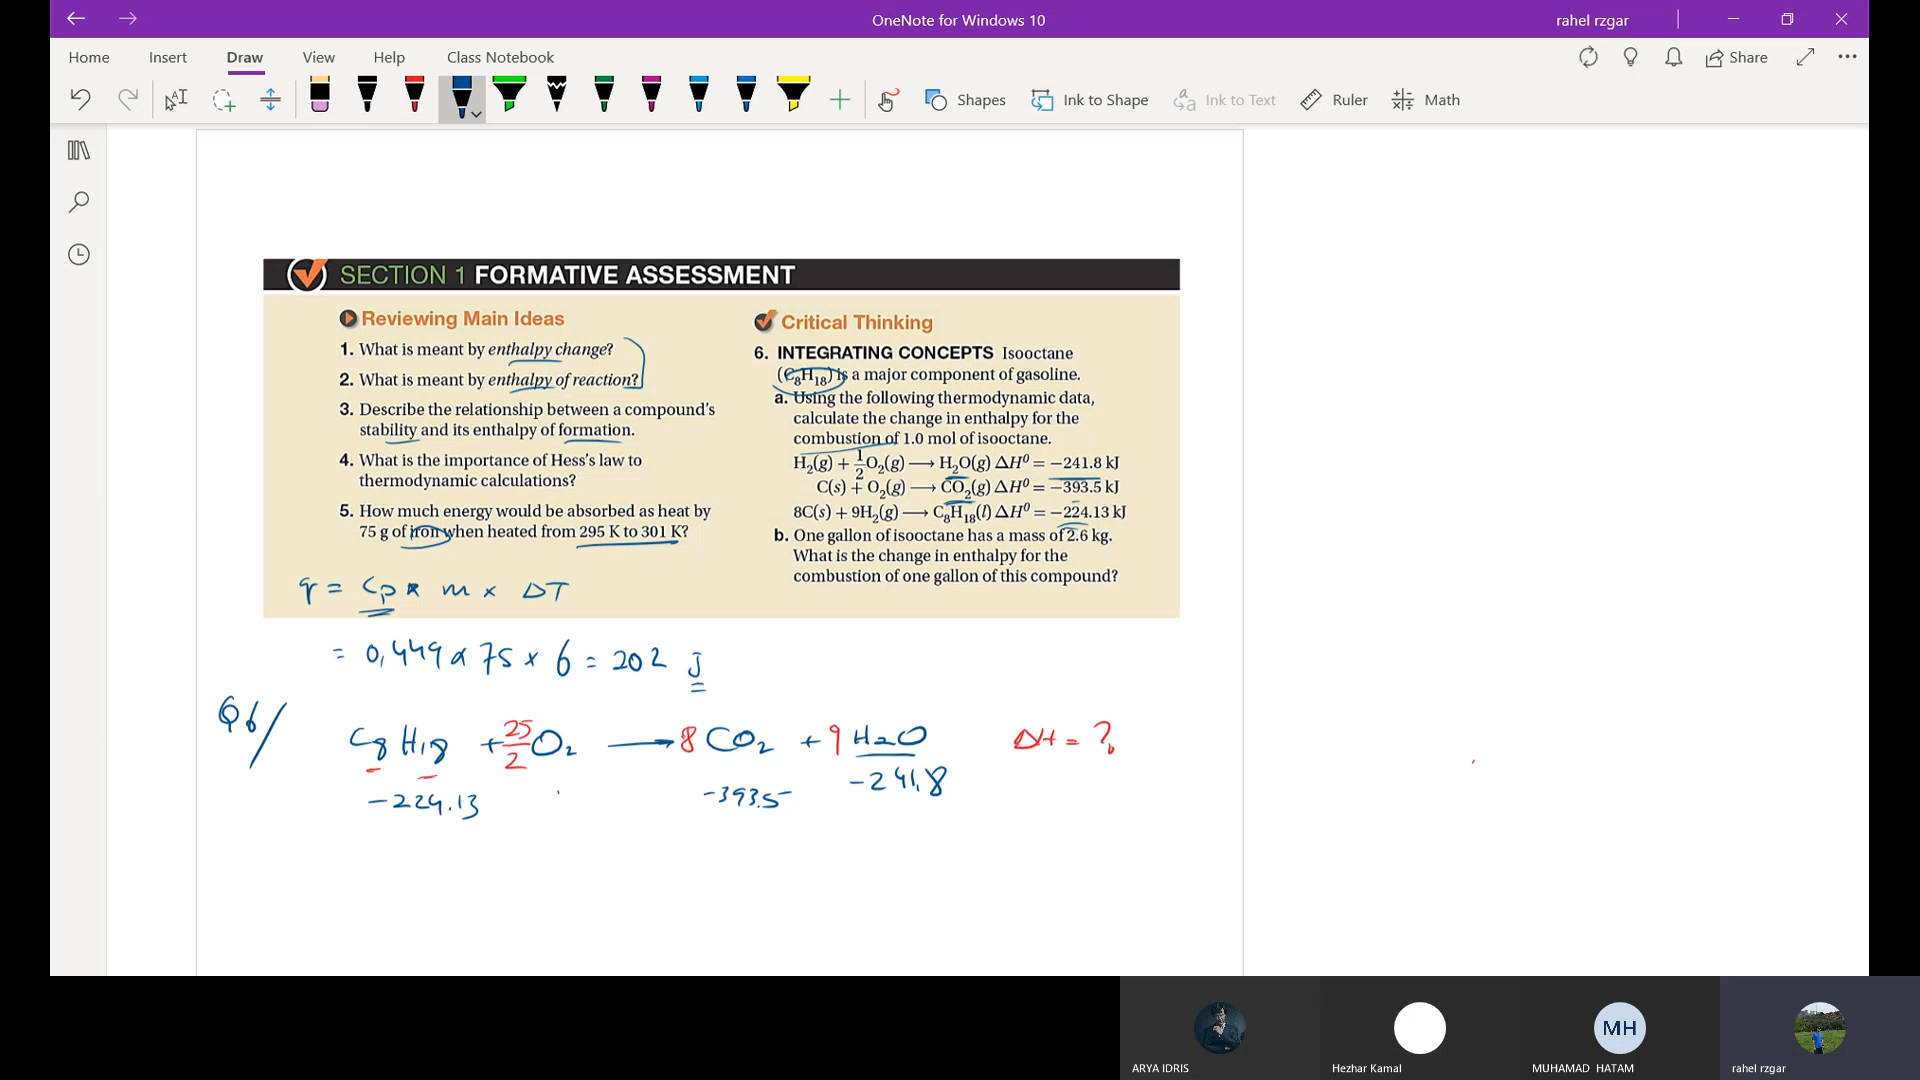 OneNote for Windows 10
rahel rzgar
Home Insert Draw View Help Class Notebook
Share
Shapes Ink to Shape Ink to Text Ruler Math
SECTION 1 FORMATIVE ASSESSMENT
Reviewing Main Ideas
1. What is meant by enthalpy change?
2. What is meant by enthalpy of reaction?
3. Describe the relationship between a compound's
stability and its enthalpy of formation.
4. What is the importance of Hess's law to
thermodynamic calculations?
5. How much energy would be absorbed as heat by
75 g of iron when heated from 295 K to 301 K?
Critical Thinking
6. INTEGRATING CONCEPTS Isooctane
(C₈H₁₈) is a major component of gasoline.
a. Using the following thermodynamic data,
calculate the change in enthalpy for the
combustion of 1.0 mol of isooctane.
H₂(g) + 1/2 O₂(g) ⟶ H₂O(g) ΔH⁰ = −241.8 kJ
C(s) + O₂(g) ⟶ CO₂(g) ΔH⁰ = −393.5 kJ
8C(s) + 9H₂(g) ⟶ C₈H₁₈(l) ΔH⁰ = −224.13 kJ
b. One gallon of isooctane has a mass of 2.6 kg.
What is the change in enthalpy for the
combustion of one gallon of this compound?
q = Cp × m × ΔT
= 0,449 × 75 × 6 = 202 J
Q6/
C8 H18 + 25/2 O₂ ⟶ 8 CO₂ + 9 H₂O ΔH = ?
-224.13 -393.5 -241.8
MH
ARYA IDRIS Hezhar Kamal MUHAMAD HATAM rahel rzgar